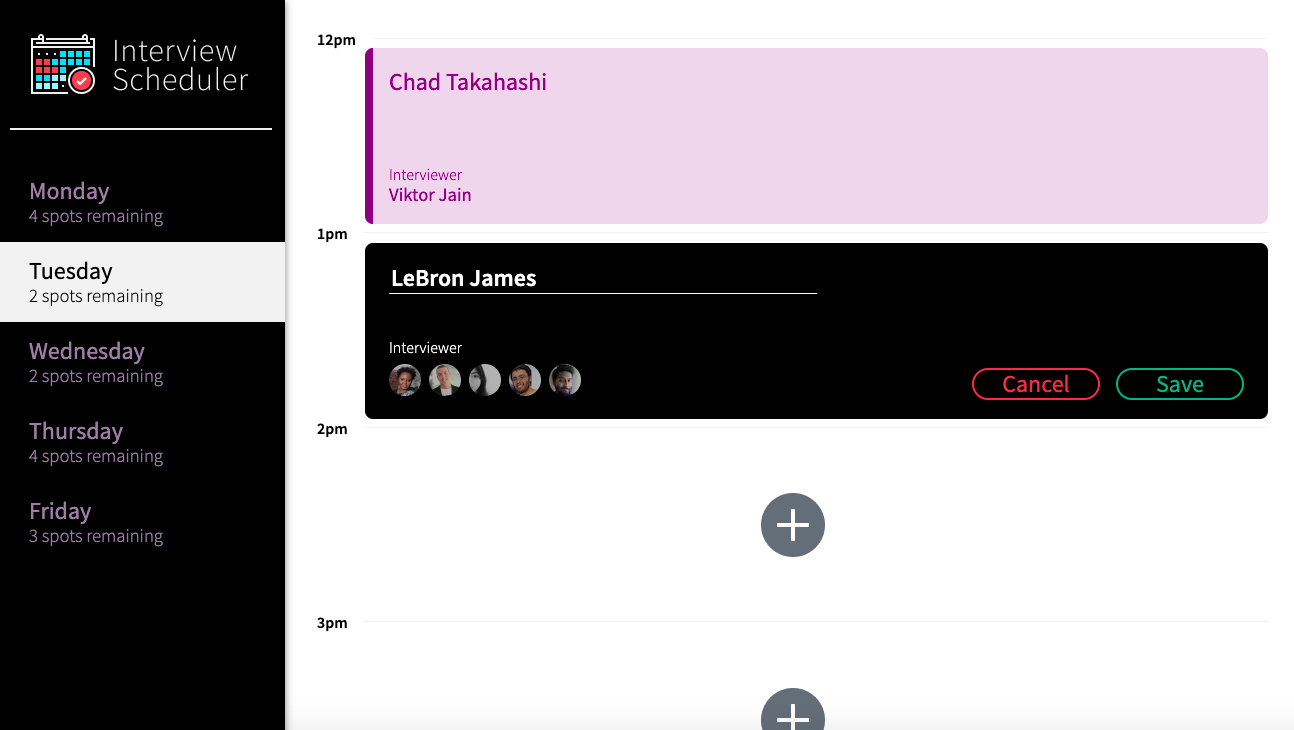 Interview
Scheduler
Monday
4 spots remaining
Tuesday
2 spots remaining
Wednesday
2 spots remaining
Thursday
4 spots remaining
Friday
3 spots remaining
12pm
Chad Takahashi
Interviewer
Viktor Jain
1pm
LeBron James
Interviewer
Cancel
Save
2pm
3pm